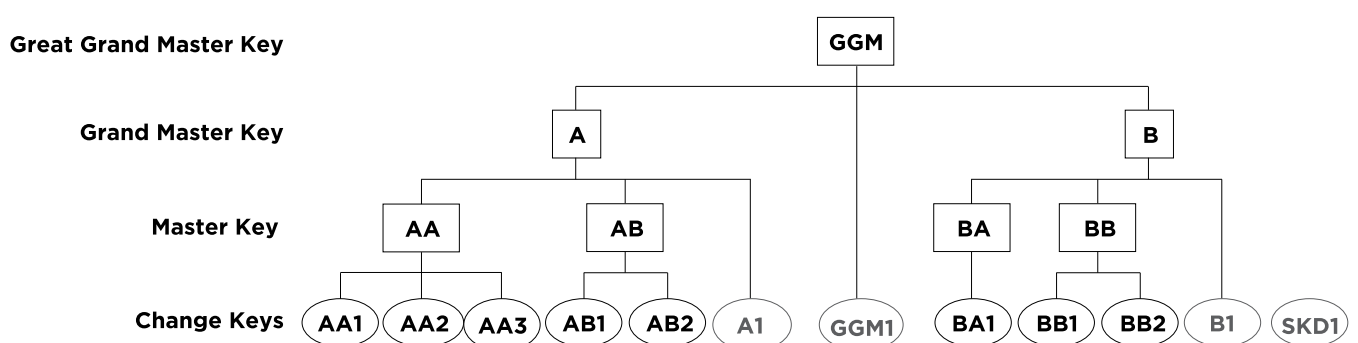 Great Grand Master Key GGM
Grand Master Key A B
Master Key AA AB BA BB
Change Keys AA1 AA2 AA3 AB1 AB2 A1 GGM1 BA1 BB1 BB2 B1 SKD1